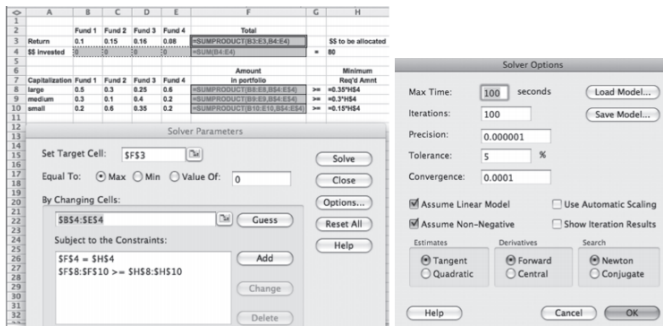 A B C D E F G H
1
2 Fund 1 Fund 2 Fund 3 Fund 4 Total
3 Return 0.1 0.15 0.16 0.08 =SUMPRODUCT(B3:E3,B4:E4) $$ to be allocated
4 $$ invested 0 0 0 0 =SUM(B4:E4) = 80
5
6 Amount Minimum
7 Capitalization Fund 1 Fund 2 Fund 3 Fund 4 in portfolio Req'd Amnt
8 large 0.5 0.3 0.25 0.6 =SUMPRODUCT(B8:E8,B$4:E$4) >= =0.35*H$4
9 medium 0.3 0.1 0.4 0.2 =SUMPRODUCT(B9:E9,B$4:E$4) >= =0.3*H$4
10 small 0.2 0.6 0.35 0.2 =SUMPRODUCT(B10:E10,B$4:E$4) >= =0.15*H$4
11
12
13
14
15
16
17
18
19
20
21
22
23
24
25
26
27
28
29
30
31
32
Solver Parameters
Set Target Cell: $F$3
Solve
Equal To: Max Min Value Of: 0
Close
By Changing Cells:
Options...
$B$4:$E$4 Guess
Reset All
Subject to the Constraints:
Help
$F$4 = $H$4
Add
$F$8:$F$10 >= $H$8:$H$10
Change
Delete
Solver Options
Max Time: 100 seconds Load Model...
Iterations: 100 Save Model...
Precision: 0.000001
Tolerance: 5 %
Convergence: 0.0001
Assume Linear Model Use Automatic Scaling
Assume Non-Negative Show Iteration Results
Estimates Derivatives Search
Tangent Forward Newton
Quadratic Central Conjugate
Help Cancel OK